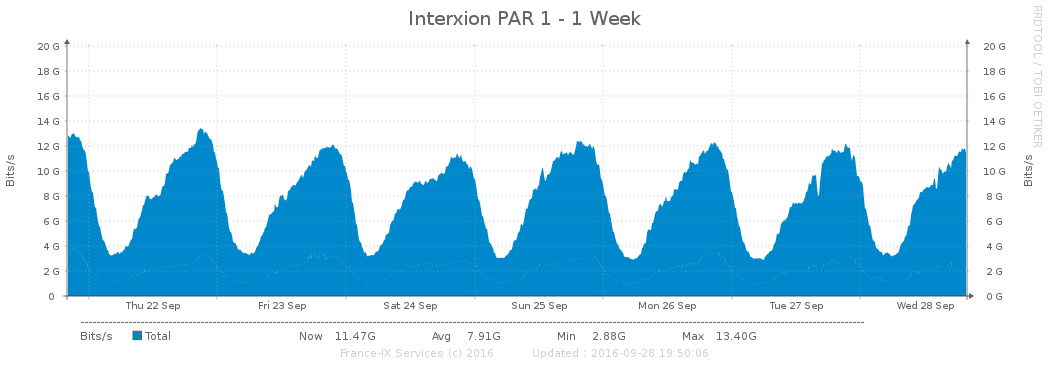 Interxion PAR 1 - 1 Week
RRDTOOL / TOBI OETIKER
Bits/s
Bits/s
20 G 20 G
18 G 18 G
16 G 16 G
14 G 14 G
12 G 12 G
10 G 10 G
8 G 8 G
6 G 6 G
4 G 4 G
2 G 2 G
0 0 G
Thu 22 Sep Fri 23 Sep Sat 24 Sep Sun 25 Sep Mon 26 Sep Tue 27 Sep Wed 28 Sep
Bits/s Total Now 11.47G Avg 7.91G Min 2.88G Max 13.40G
France-IX Services (c) 2016 Updated : 2016-09-28 19:50:06